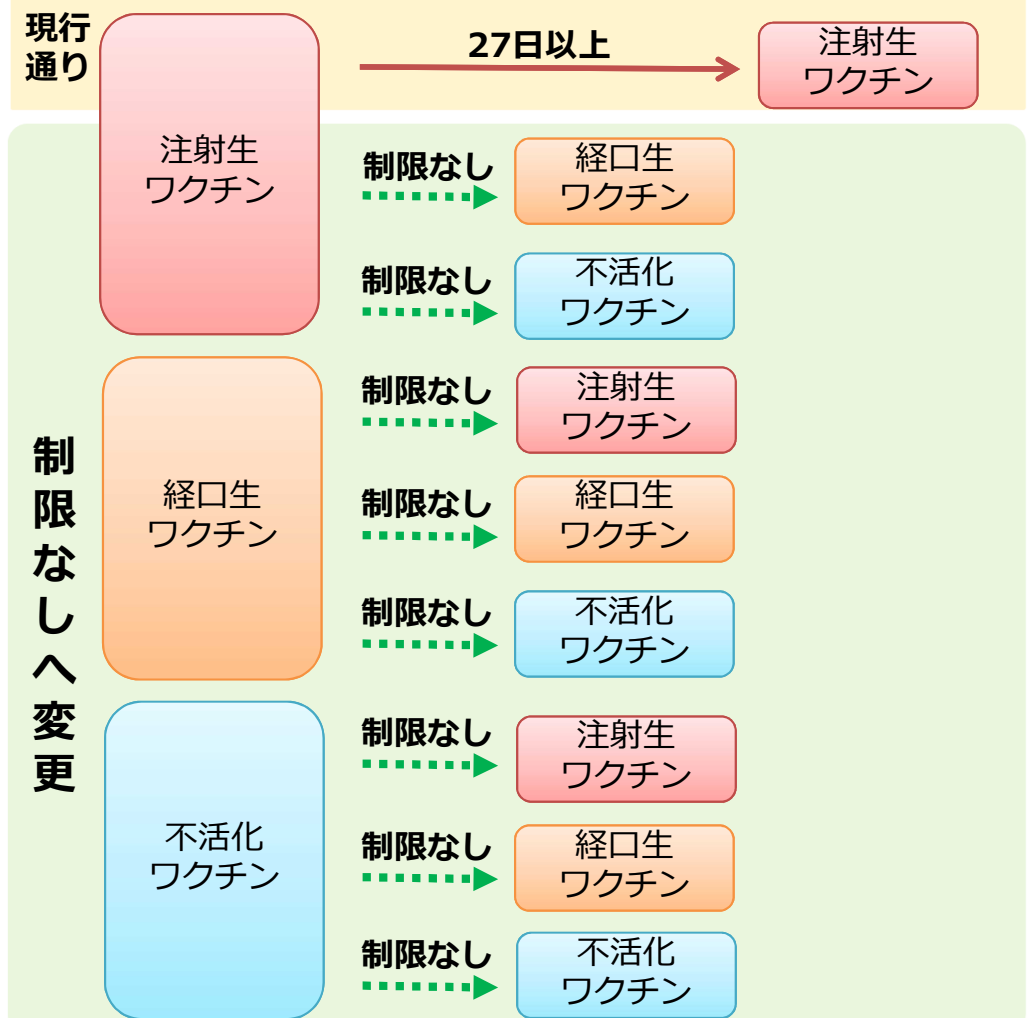 現行
通り
注射生
ワクチン
27日以上
注射生
ワクチン
制限なしへ変更
制限なし
経口生
ワクチン
制限なし
不活化
ワクチン
経口生
ワクチン
制限なし
注射生
ワクチン
制限なし
経口生
ワクチン
制限なし
不活化
ワクチン
不活化
ワクチン
制限なし
注射生
ワクチン
制限なし
経口生
ワクチン
制限なし
不活化
ワクチン